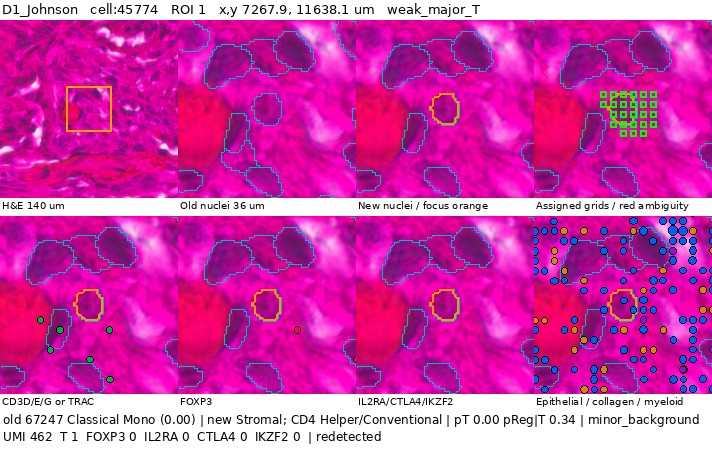 D1_Johnson cell:45774 ROI 1 x,y 7267.9, 11638.1 um weak_major_T
H&E 140 um
Old nuclei 36 um
New nuclei / focus orange
Assigned grids / red ambiguity
CD3D/E/G or TRAC
FOXP3
IL2RA/CTLA4/IKZF2
Epithelial / collagen / myeloid
old 67247 Classical Mono (0.00) | new Stromal; CD4 Helper/Conventional | pT 0.00 pReg|T 0.34 | minor_background
UMI 462 T 1 FOXP3 0 IL2RA 0 CTLA4 0 IKZF2 0 | redetected